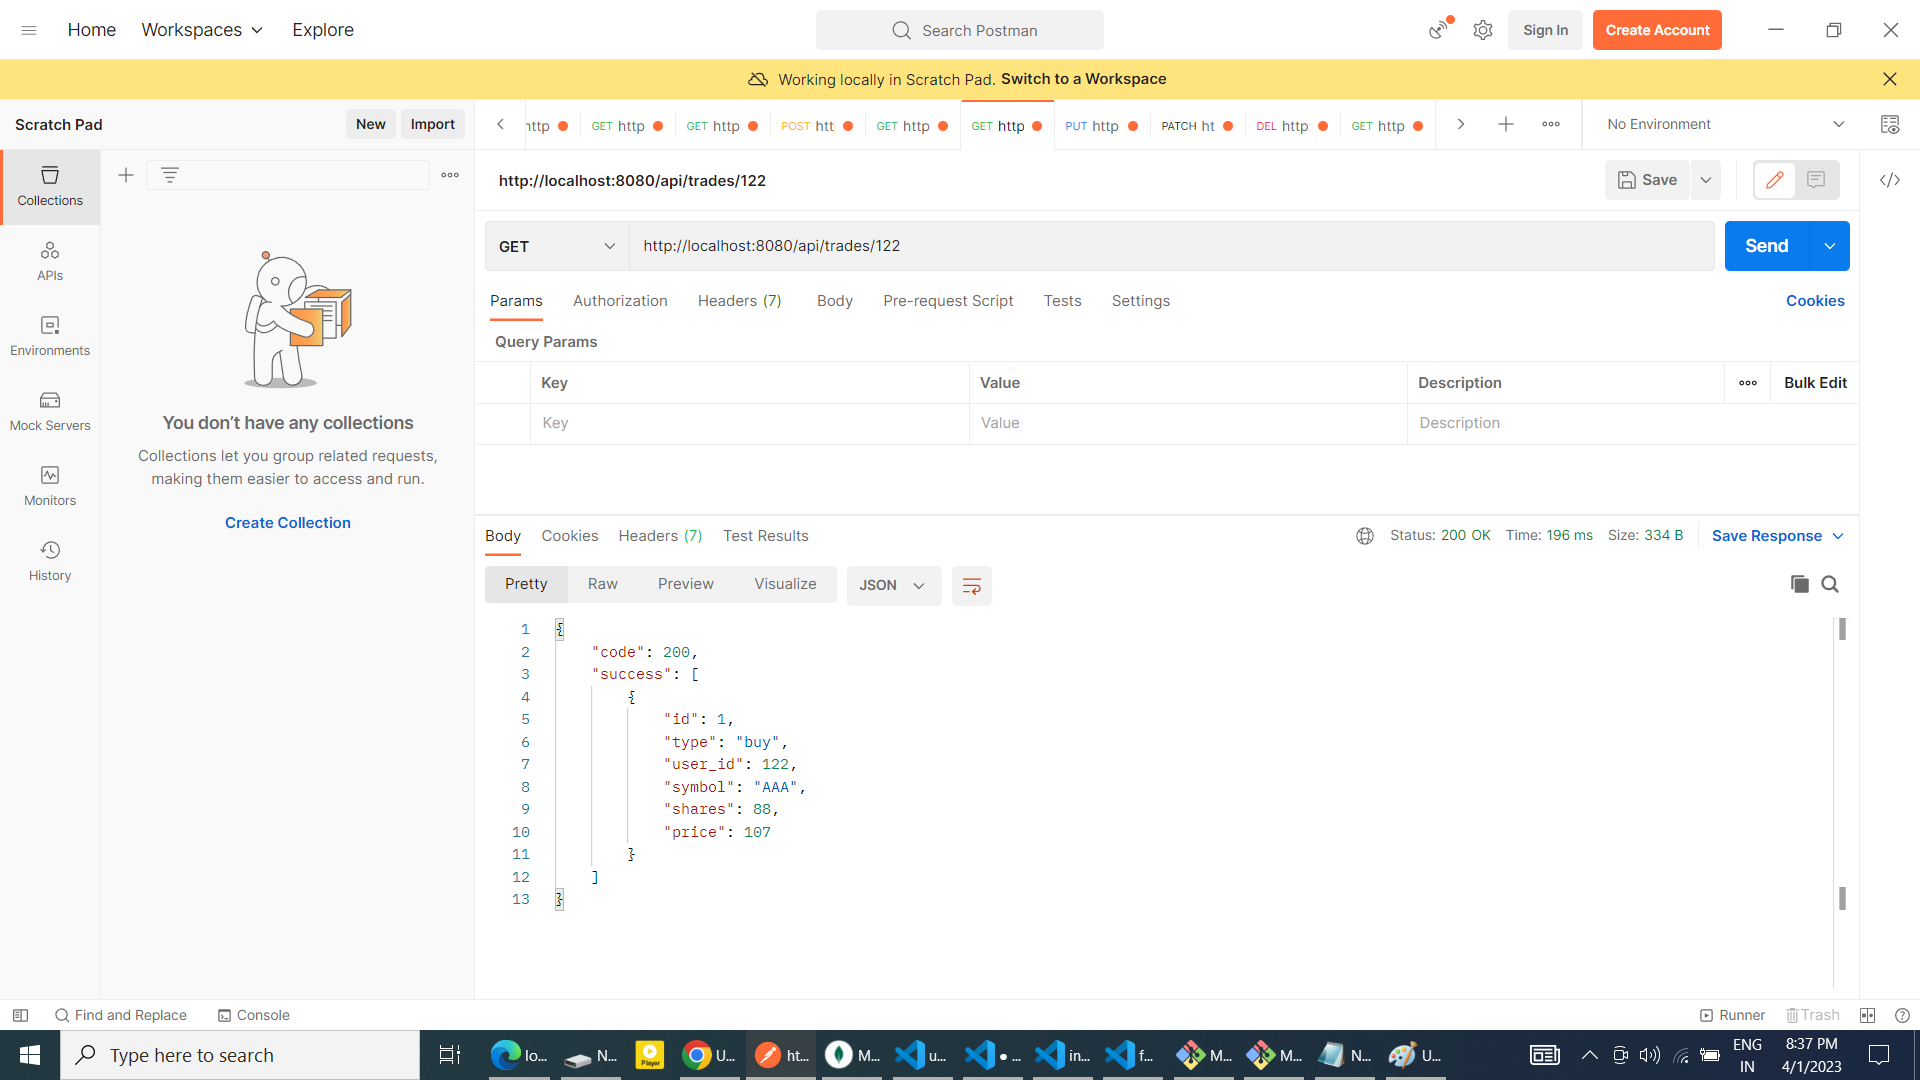 Home Workspaces Explore Search Postman Sign In Create Account
Working locally in Scratch Pad. Switch to a Workspace
Scratch Pad New Import http GET http GET http POST htt GET http GET http PUT http PATCH ht DEL http GET http No Environment
Collections
APIs
Environments
Mock Servers
Monitors
History
You don't have any collections
Collections let you group related requests,
making them easier to access and run.
Create Collection
http://localhost:8080/api/trades/122 Save
GET http://localhost:8080/api/trades/122 Send
Params Authorization Headers (7) Body Pre-request Script Tests Settings Cookies
Query Params
Key Value Description Bulk Edit
Key Value Description
Body Cookies Headers (7) Test Results Status: 200 OK Time: 196 ms Size: 334 B Save Response
Pretty Raw Preview Visualize JSON
1 {
2 "code": 200,
3 "success": [
4 {
5 "id": 1,
6 "type": "buy",
7 "user_id": 122,
8 "symbol": "AAA",
9 "shares": 88,
10 "price": 107
11 }
12 ]
13 }
Find and Replace Console Runner Trash
Type here to search lo... N... Player U... ht... M... u... ● ... in... f... M... M... N... U... ENG
IN 8:37 PM
4/1/2023